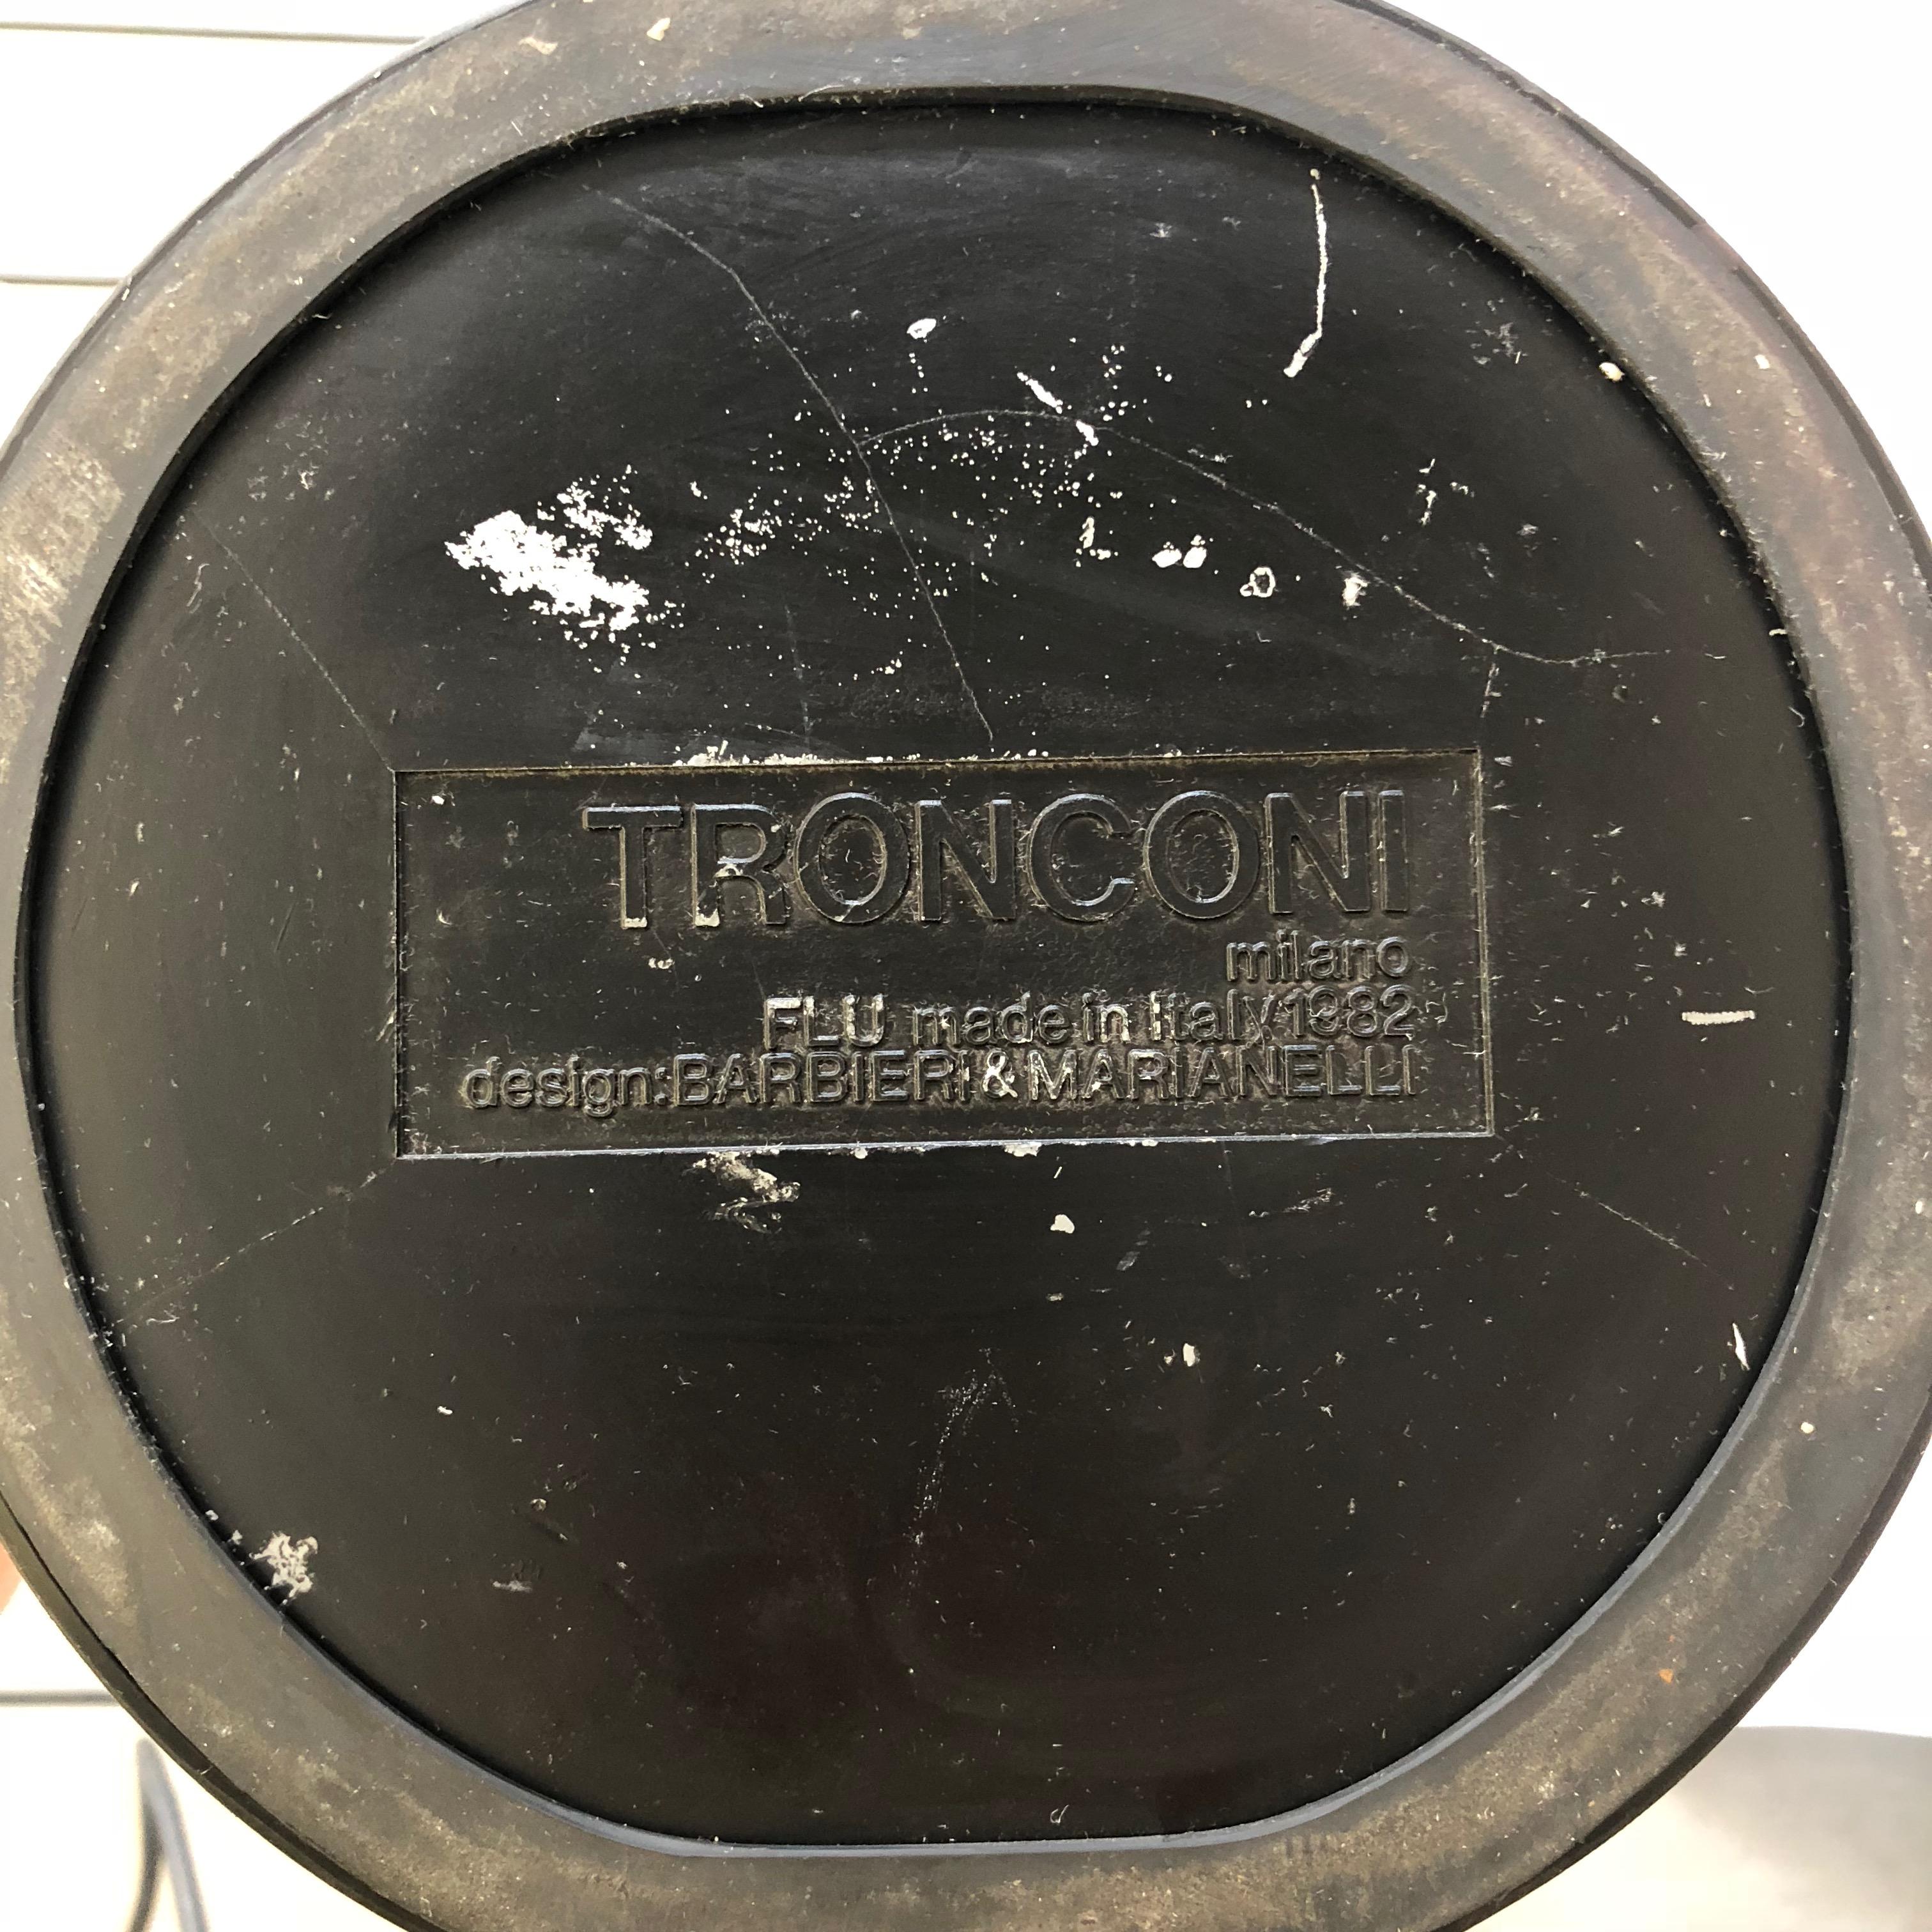 TRONCONI
milano
FLU made in Italy 1982
design: BARBIERI & MARIANELLI